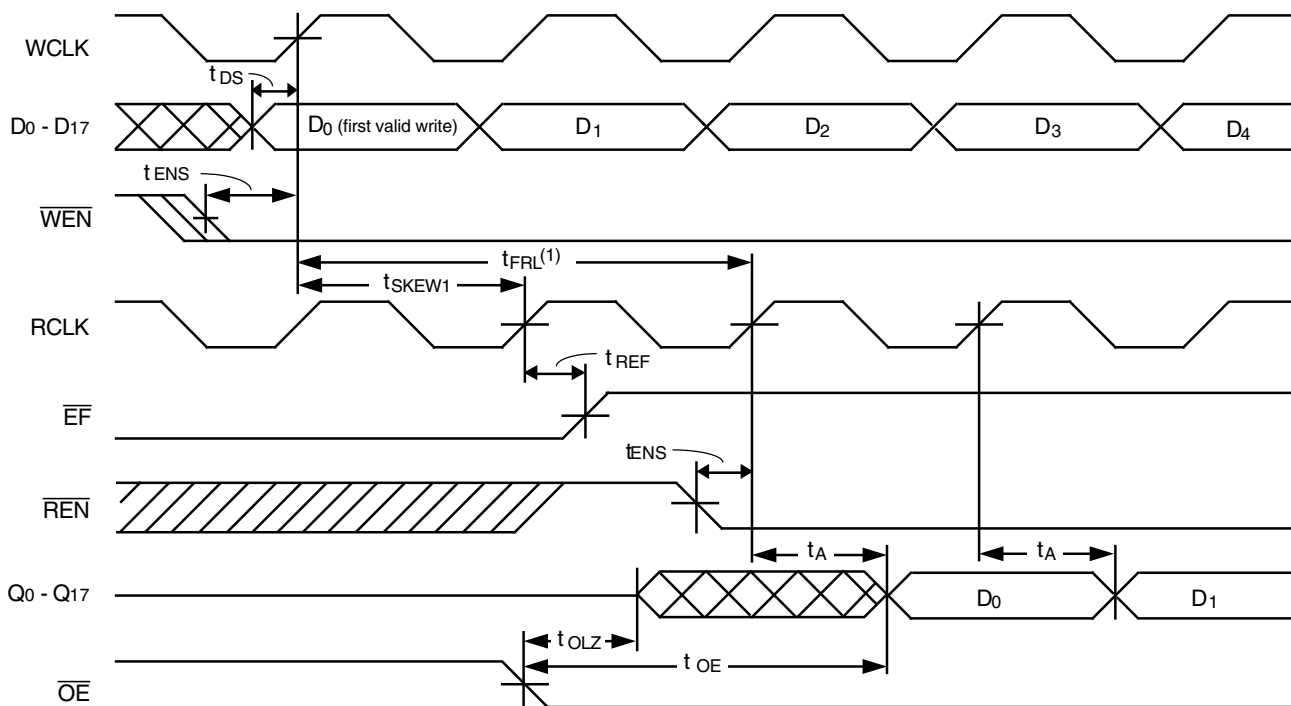 WCLK
tDS
D0 - D17
D0 (first valid write)
D1
D2
D3
D4
tENS
WEN
tFRL(1)
tSKEW1
RCLK
tREF
EF
tENS
REN
tA
tA
Q0 - Q17
D0
D1
tOLZ
tOE
OE